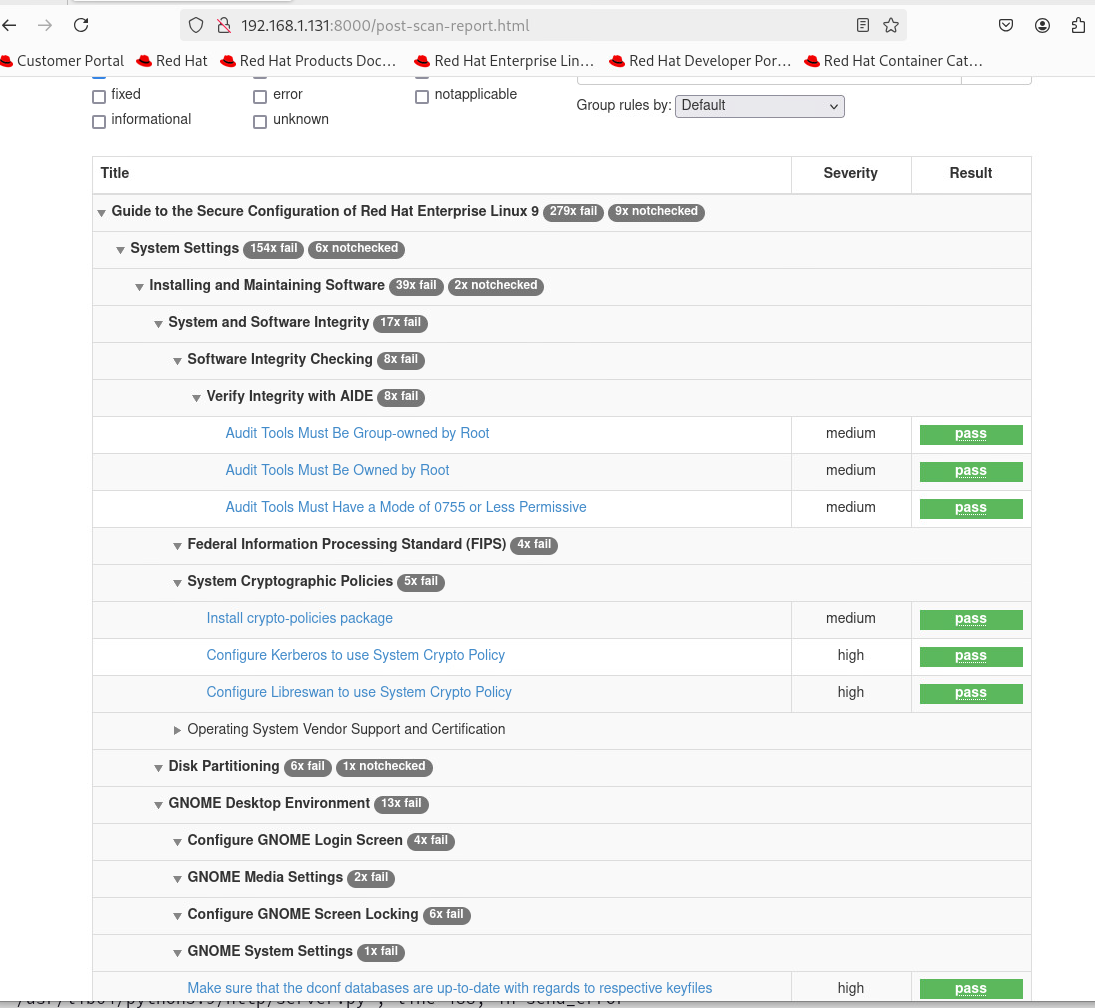 192.168.1.131:8000/post-scan-report.html
Customer Portal Red Hat Red Hat Products Doc… Red Hat Enterprise Lin… Red Hat Developer Por… Red Hat Container Cat…
fixed error notapplicable
Group rules by: Default
informational unknown
Title Severity Result
Guide to the Secure Configuration of Red Hat Enterprise Linux 9 279x fail 9x notchecked
System Settings 154x fail 6x notchecked
Installing and Maintaining Software 39x fail 2x notchecked
System and Software Integrity 17x fail
Software Integrity Checking 8x fail
Verify Integrity with AIDE 8x fail
Audit Tools Must Be Group-owned by Root medium pass
Audit Tools Must Be Owned by Root medium pass
Audit Tools Must Have a Mode of 0755 or Less Permissive medium pass
Federal Information Processing Standard (FIPS) 4x fail
System Cryptographic Policies 5x fail
Install crypto-policies package medium pass
Configure Kerberos to use System Crypto Policy high pass
Configure Libreswan to use System Crypto Policy high pass
Operating System Vendor Support and Certification
Disk Partitioning 6x fail 1x notchecked
GNOME Desktop Environment 13x fail
Configure GNOME Login Screen 4x fail
GNOME Media Settings 2x fail
Configure GNOME Screen Locking 6x fail
GNOME System Settings 1x fail
Make sure that the dconf databases are up-to-date with regards to respective keyfiles high pass